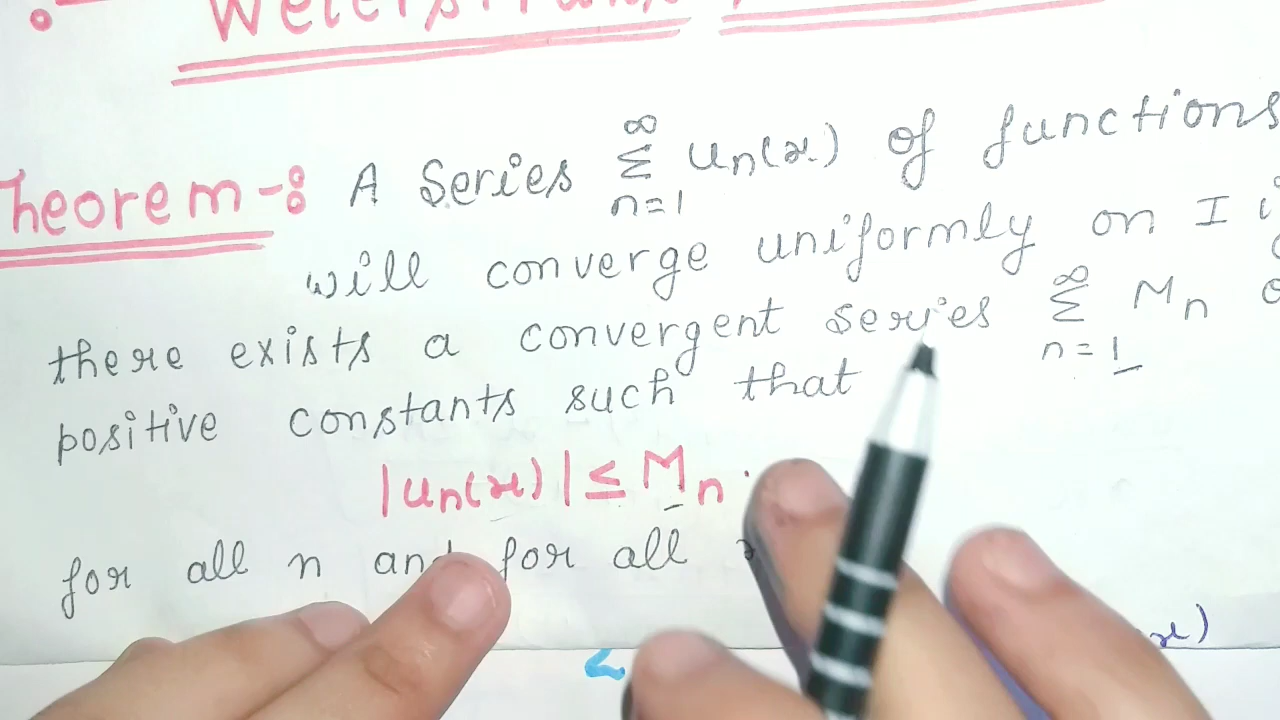 Theorem-: A Series ∞ Σ n=1 un(x) of functions
will converge uniformly on I
there exists a convergent series ∞ Σ n=1 Mn
positive constants such that
|un(x)| ≤ Mn.
for all n and for all
x)